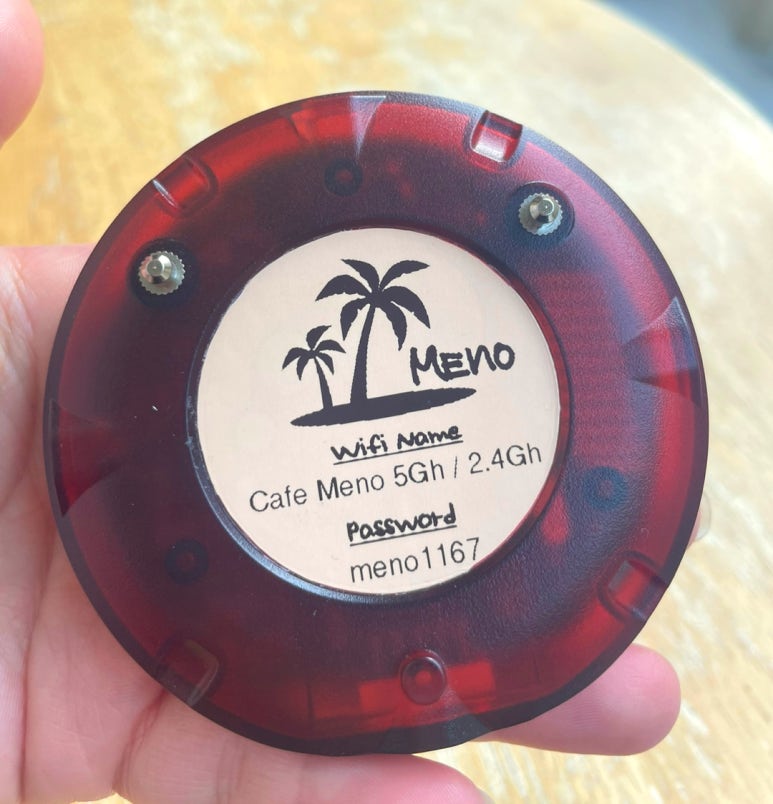 MENO
Wifi Name
Cafe Meno 5Gh / 2.4Gh
Password
meno1167